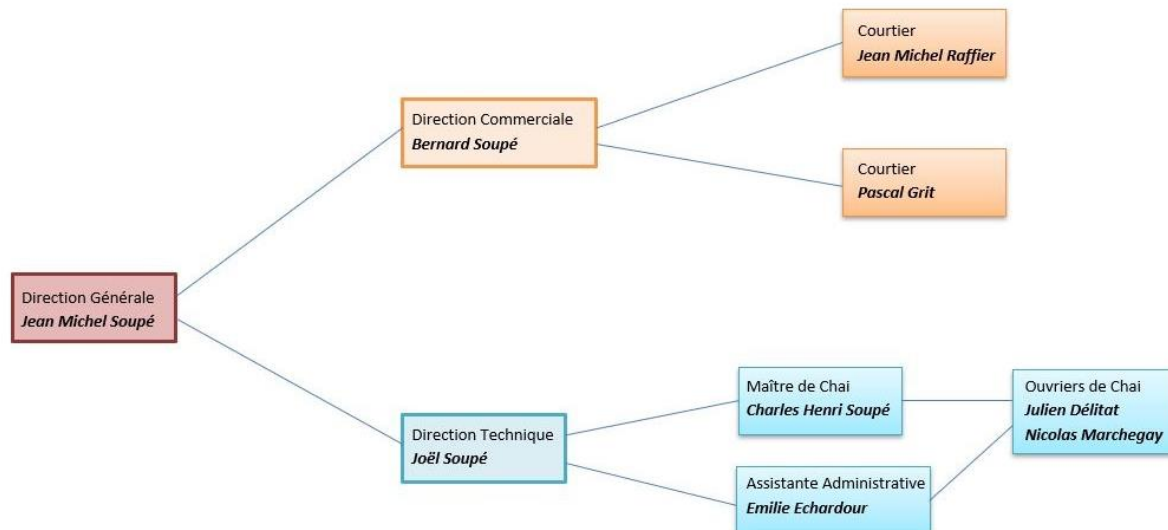 Courtier
Jean Michel Raffier
Direction Commerciale
Bernard Soupé
Courtier
Pascal Grit
Direction Générale
Jean Michel Soupé
Maître de Chai
Charles Henri Soupé
Ouvriers de Chai
Julien Délitat
Nicolas Marchegay
Direction Technique
Joël Soupé
Assistante Administrative
Emilie Echardour